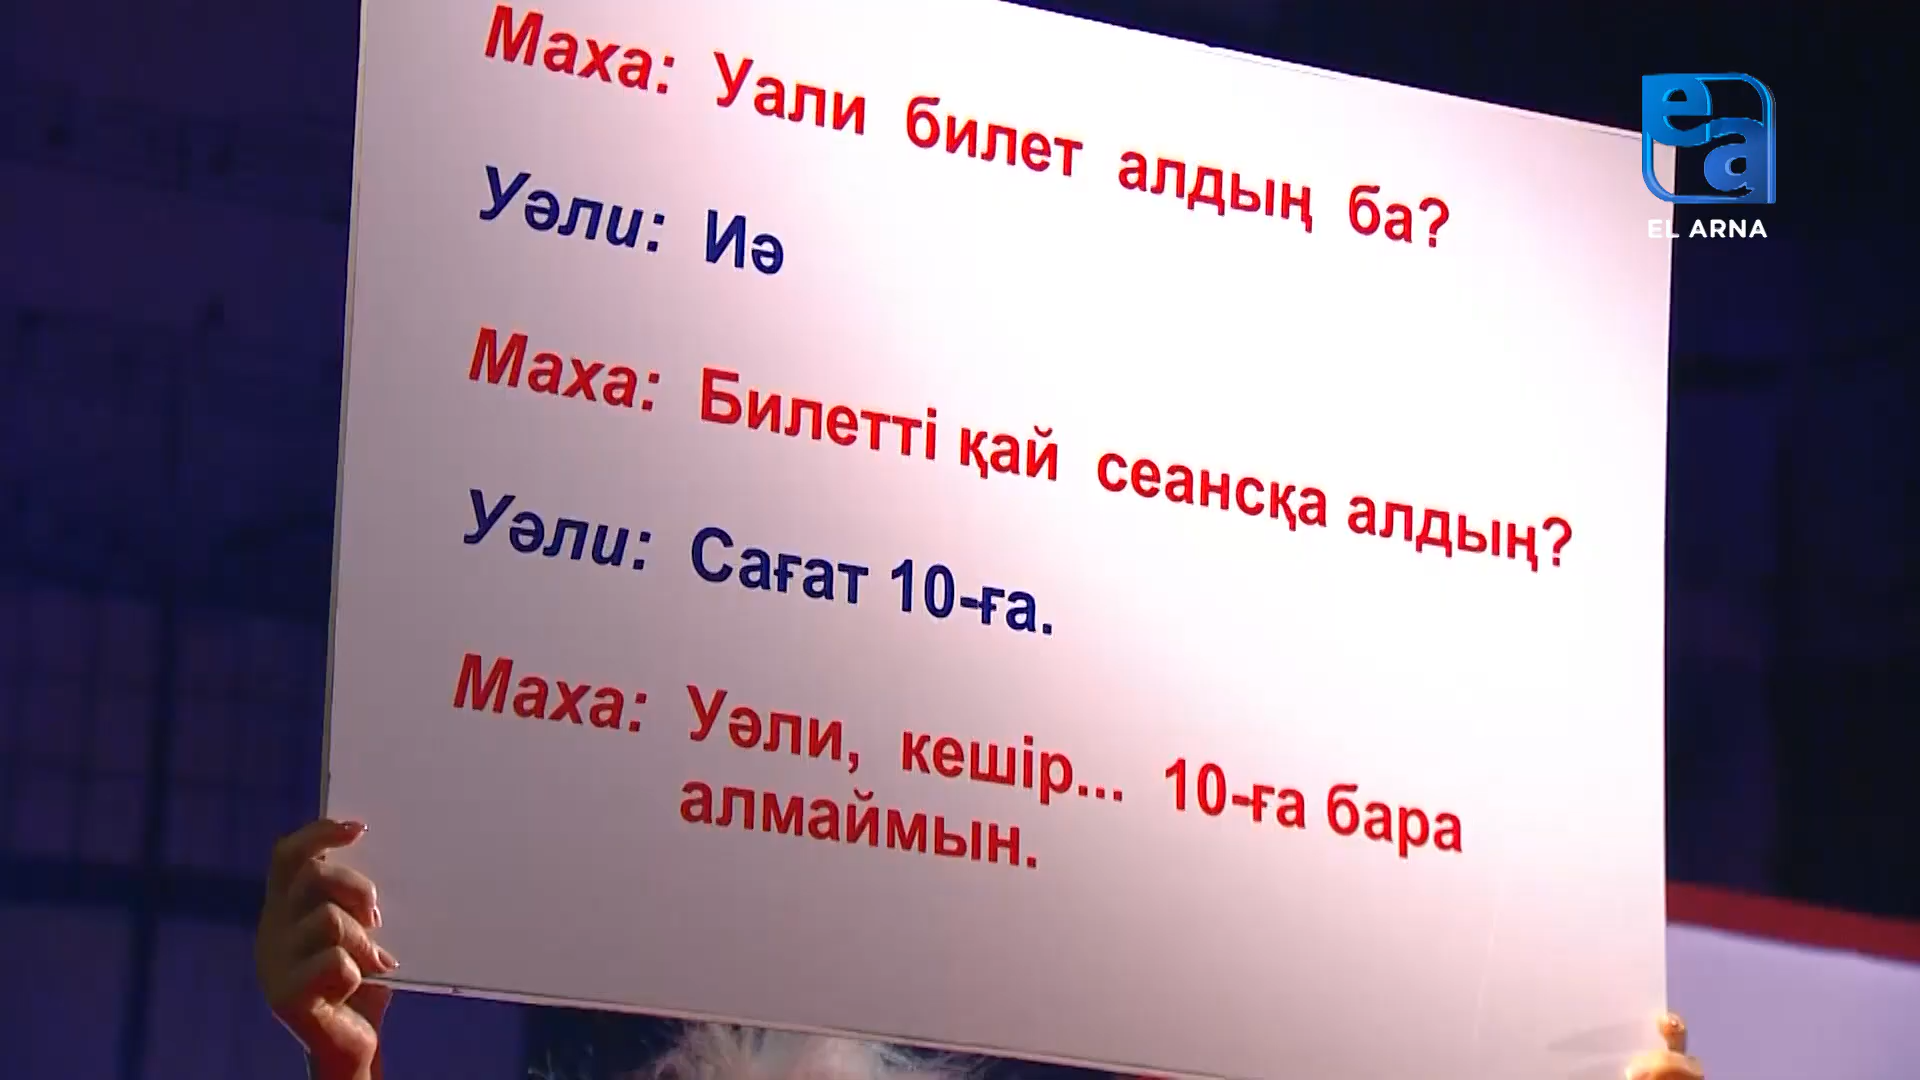 Маха: Уали билет алдың ба?
Уәли: Иә
Маха: Билетті қай сеансқа алдың?
Уәли: Сағат 10-ға.
Маха: Уәли, кешір... 10-ға бара
алмаймын.
ea
EL ARNA